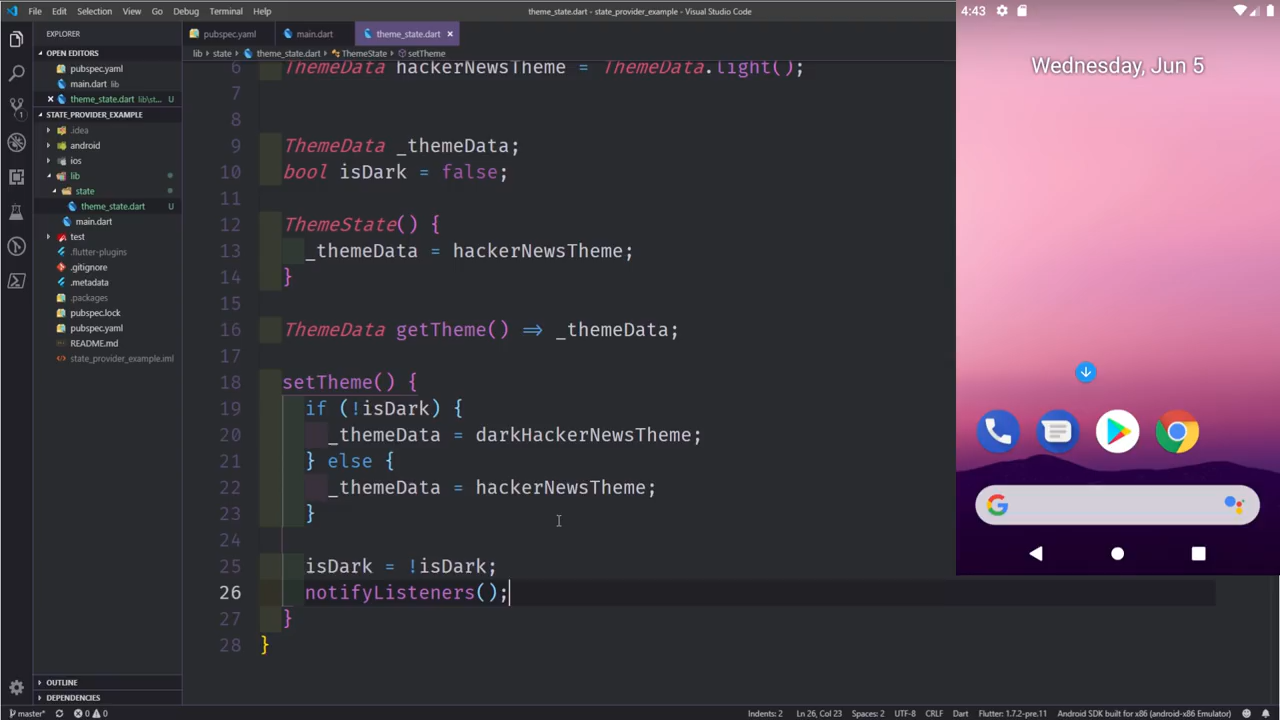 File Edit Selection View Go Debug Terminal Help
theme_state.dart - state_provider_example - Visual Studio Code
EXPLORER
OPEN EDITORS
pubspec.yaml
main.dart lib
theme_state.dart lib\st... U
STATE_PROVIDER_EXAMPLE
.idea
android
ios
lib
state
theme_state.dart U
main.dart
test
.flutter-plugins
.gitignore
.metadata
.packages
pubspec.lock
pubspec.yaml
README.md
state_provider_example.iml
OUTLINE
DEPENDENCIES
pubspec.yaml main.dart theme_state.dart
lib state theme_state.dart ThemeState setTheme
6 ThemeData hackerNewsTheme = ThemeData.light();
7
8
9 ThemeData _themeData;
10 bool isDark = false;
11
12 ThemeState() {
13 _themeData = hackerNewsTheme;
14 }
15
16 ThemeData getTheme() => _themeData;
17
18 setTheme() {
19 if (!isDark) {
20 _themeData = darkHackerNewsTheme;
21 } else {
22 _themeData = hackerNewsTheme;
23 }
24
25 isDark = !isDark;
26 notifyListeners();
27 }
28 }
4:43
Wednesday, Jun 5
master* 0 0 Indents: 2 Ln 26, Col 23 Spaces: 2 UTF-8 CRLF Dart Flutter: 1.7.2-pre.11 Android SDK built for x86 (android-x86 Emulator)